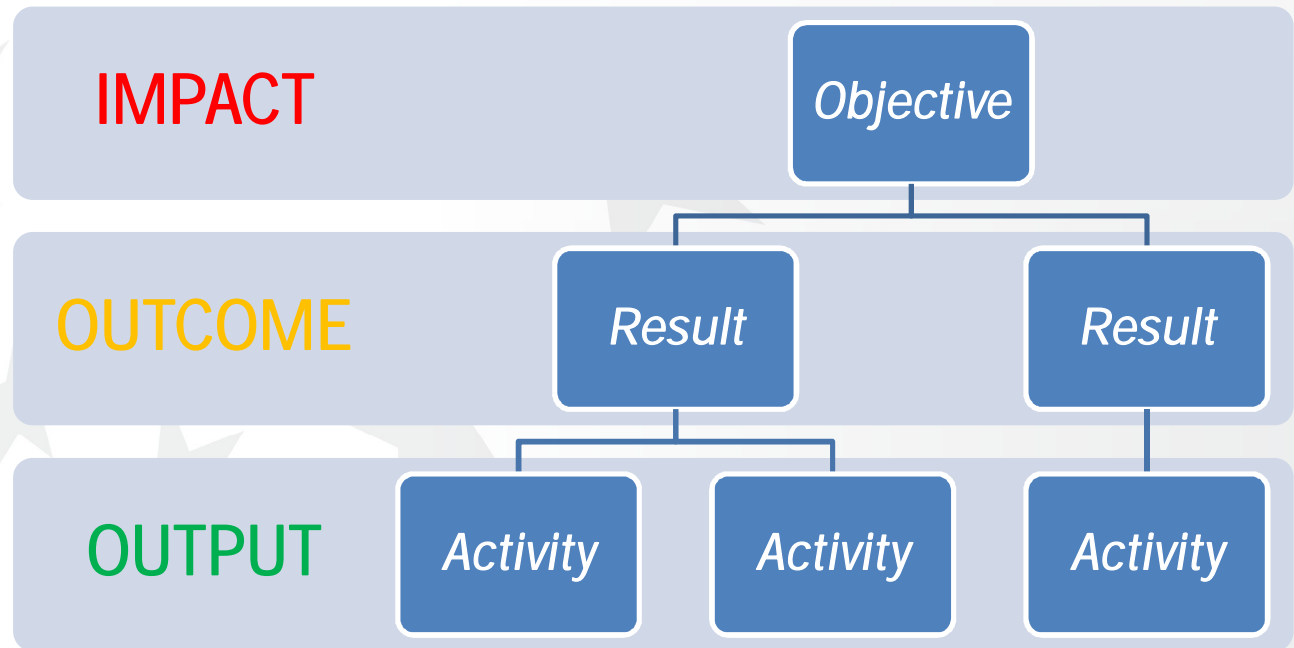 IMPACT
Objective
OUTCOME
Result
Result
OUTPUT
Activity
Activity
Activity